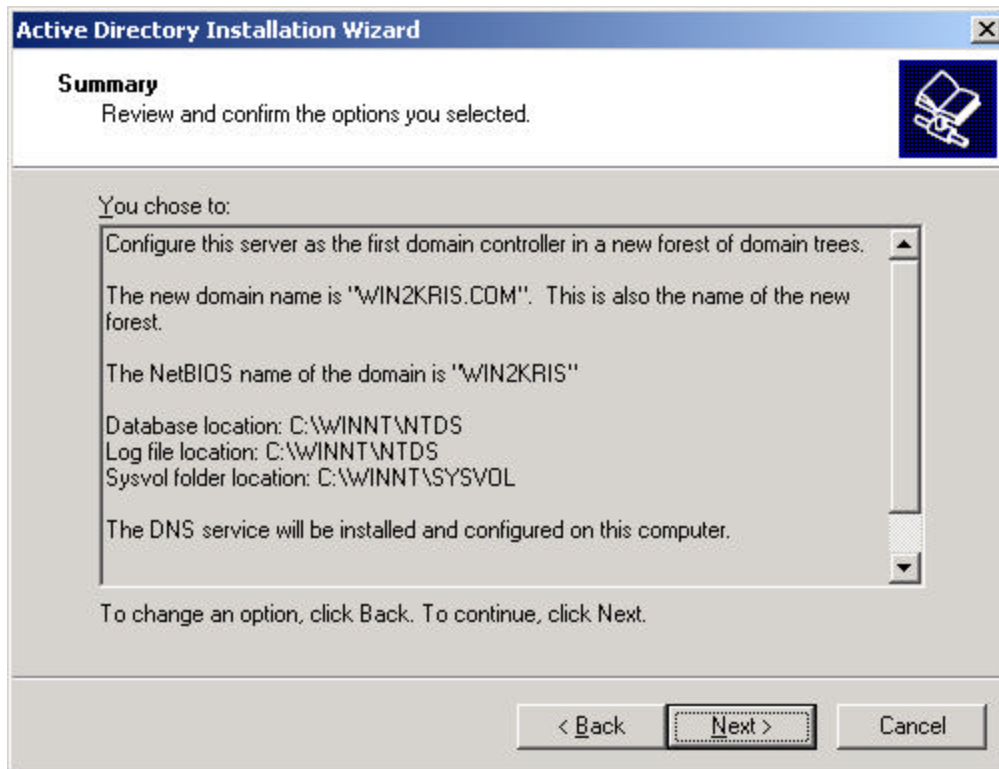 Active Directory Installation Wizard
Summary
Review and confirm the options you selected.
You chose to:
Configure this server as the first domain controller in a new forest of domain trees.
The new domain name is "WIN2KRIS.COM".  This is also the name of the new
forest.
The NetBIOS name of the domain is "WIN2KRIS"
Database location: C:\WINNT\NTDS
Log file location: C:\WINNT\NTDS
Sysvol folder location: C:\WINNT\SYSVOL
The DNS service will be installed and configured on this computer.
To change an option, click Back. To continue, click Next.
< Back
Next >
Cancel